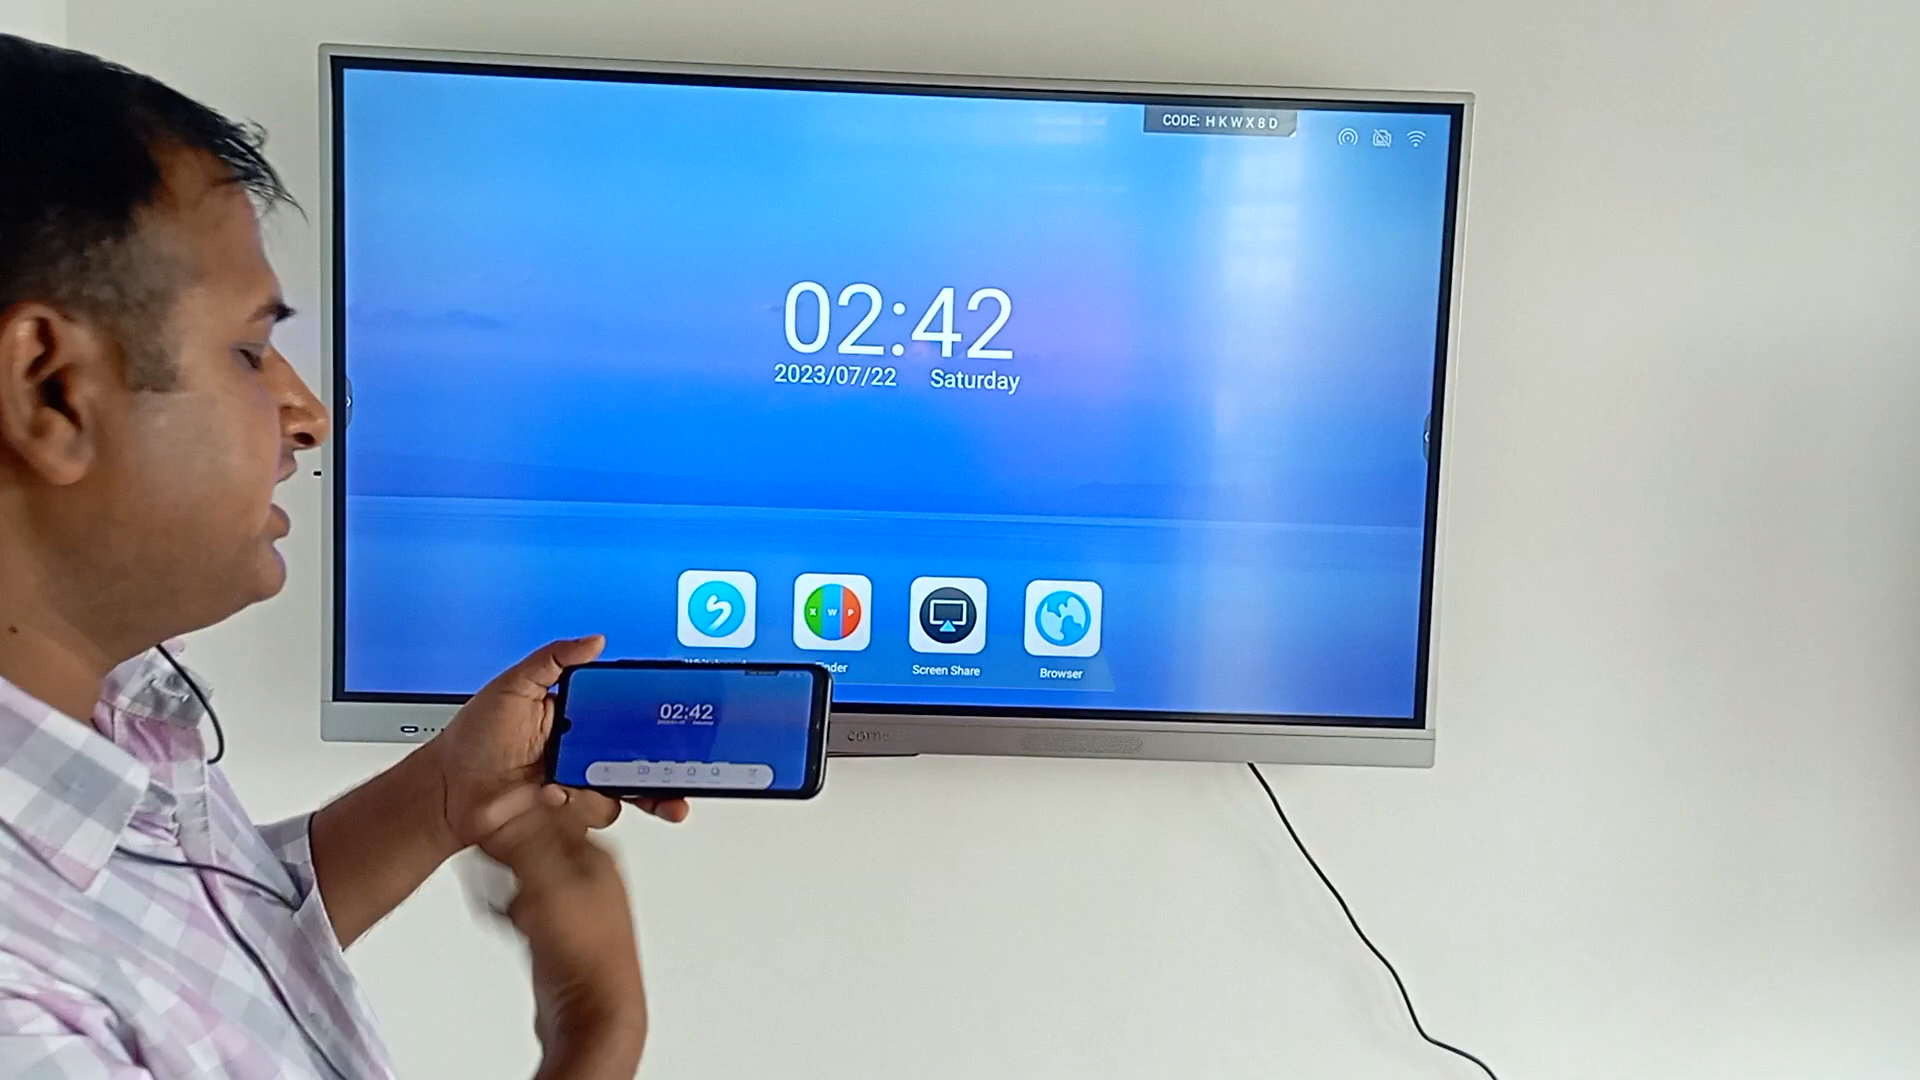 CODE: HKWX8D
02:42
2023/07/22 Saturday
X W P
Screen Share
Browser
02:42